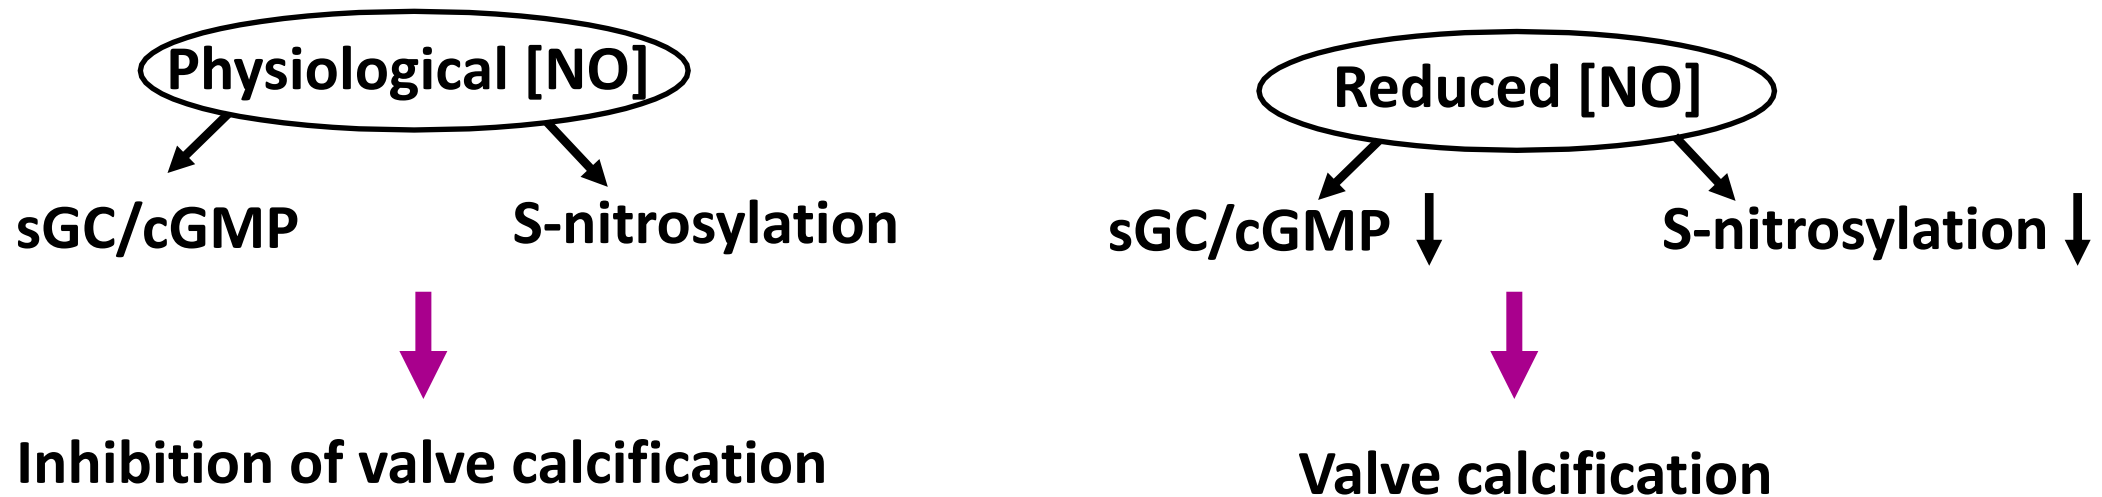 Physiological [NO]
sGC/cGMP
S-nitrosylation
Inhibition of valve calcification
Reduced [NO]
sGC/cGMP
S-nitrosylation
Valve calcification